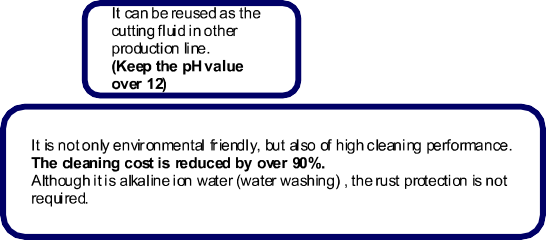 It can be reused as the
cutting fluid in other
production line.
(Keep the pH value
over 12)
It is not only environmental friendly, but also of high cleaning performance.
The cleaning cost is reduced by over 90%.
Although it is alkaline ion water (water washing) , the rust protection is not
required.